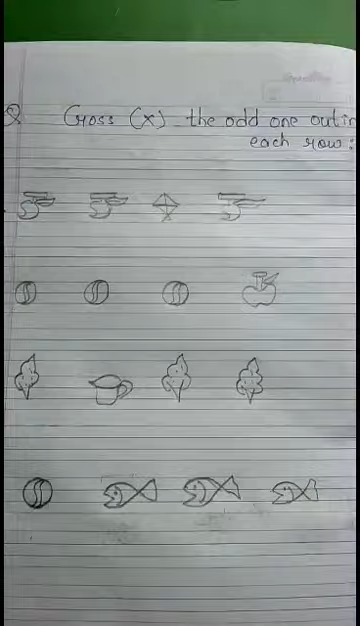 Q Cross (x) the odd one out in
each row: